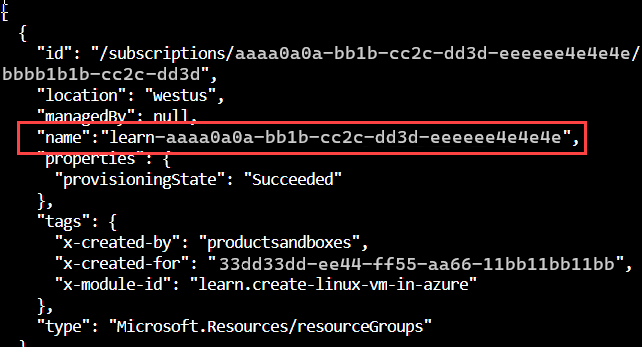 [
  {
    "id": "/subscriptions/aaaa0a0a-bb1b-cc2c-dd3d-eeeeee4e4e4e/
bbbb1b1b-cc2c-dd3d",
    "location": "westus",
    "managedBy": null,
    "name":"learn-aaaa0a0a-bb1b-cc2c-dd3d-eeeeee4e4e4e",
    "properties": {
      "provisioningState": "Succeeded"
    },
    "tags": {
      "x-created-by": "productsandboxes",
      "x-created-for": "33dd33dd-ee44-ff55-aa66-11bb11bb11bb",
      "x-module-id": "learn.create-linux-vm-in-azure"
    },
    "type": "Microsoft.Resources/resourceGroups"